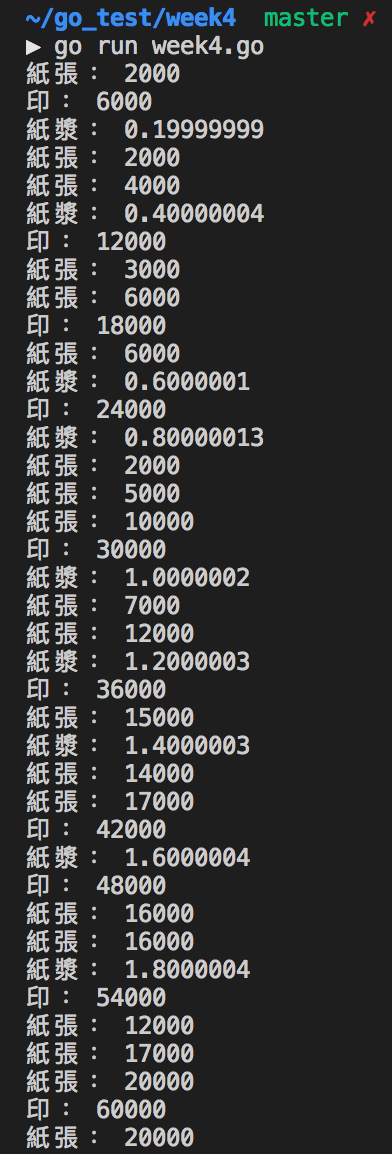 ~/go_test/week4  master ✗
▶ go run week4.go
紙張： 2000
印： 6000
紙漿： 0.19999999
紙張： 2000
紙張： 4000
紙漿： 0.40000004
印： 12000
紙張： 3000
紙張： 6000
印： 18000
紙張： 6000
紙漿： 0.6000001
印： 24000
紙漿： 0.80000013
紙張： 2000
紙張： 5000
紙張： 10000
印： 30000
紙漿： 1.0000002
紙張： 7000
紙張： 12000
紙漿： 1.2000003
印： 36000
紙張： 15000
紙漿： 1.4000003
紙張： 14000
紙張： 17000
印： 42000
紙漿： 1.6000004
印： 48000
紙張： 16000
紙張： 16000
紙漿： 1.8000004
印： 54000
紙張： 12000
紙張： 17000
紙張： 20000
印： 60000
紙張： 20000